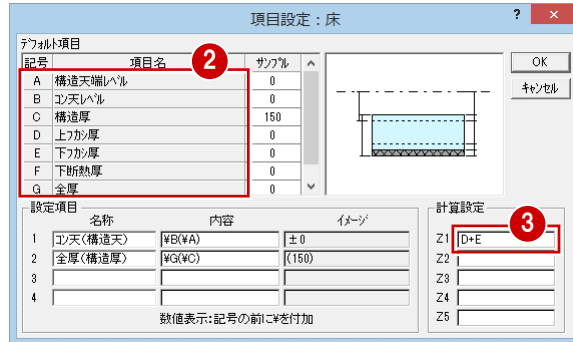 項目設定：床
? ×
ﾃﾞﾌｫﾙﾄ項目
記号 項目名 ｻﾝﾌﾟﾙ
2
A 構造天端ﾚﾍﾞﾙ 0
B ｺﾝ天ﾚﾍﾞﾙ 0
C 構造厚 150
D 上ﾌｶｼ厚 0
E 下ﾌｶｼ厚 0
F 下断熱厚 0
G 全厚 0
OK
ｷｬﾝｾﾙ
設定項目
名称 内容 ｲﾒｰｼﾞ
1 ｺﾝ天(構造天) ¥B(¥A) ±0
2 全厚(構造厚) ¥G(¥C) (150)
3
4
数値表示:記号の前に¥を付加
計算設定
3
Z1 D+E
Z2
Z3
Z4
Z5